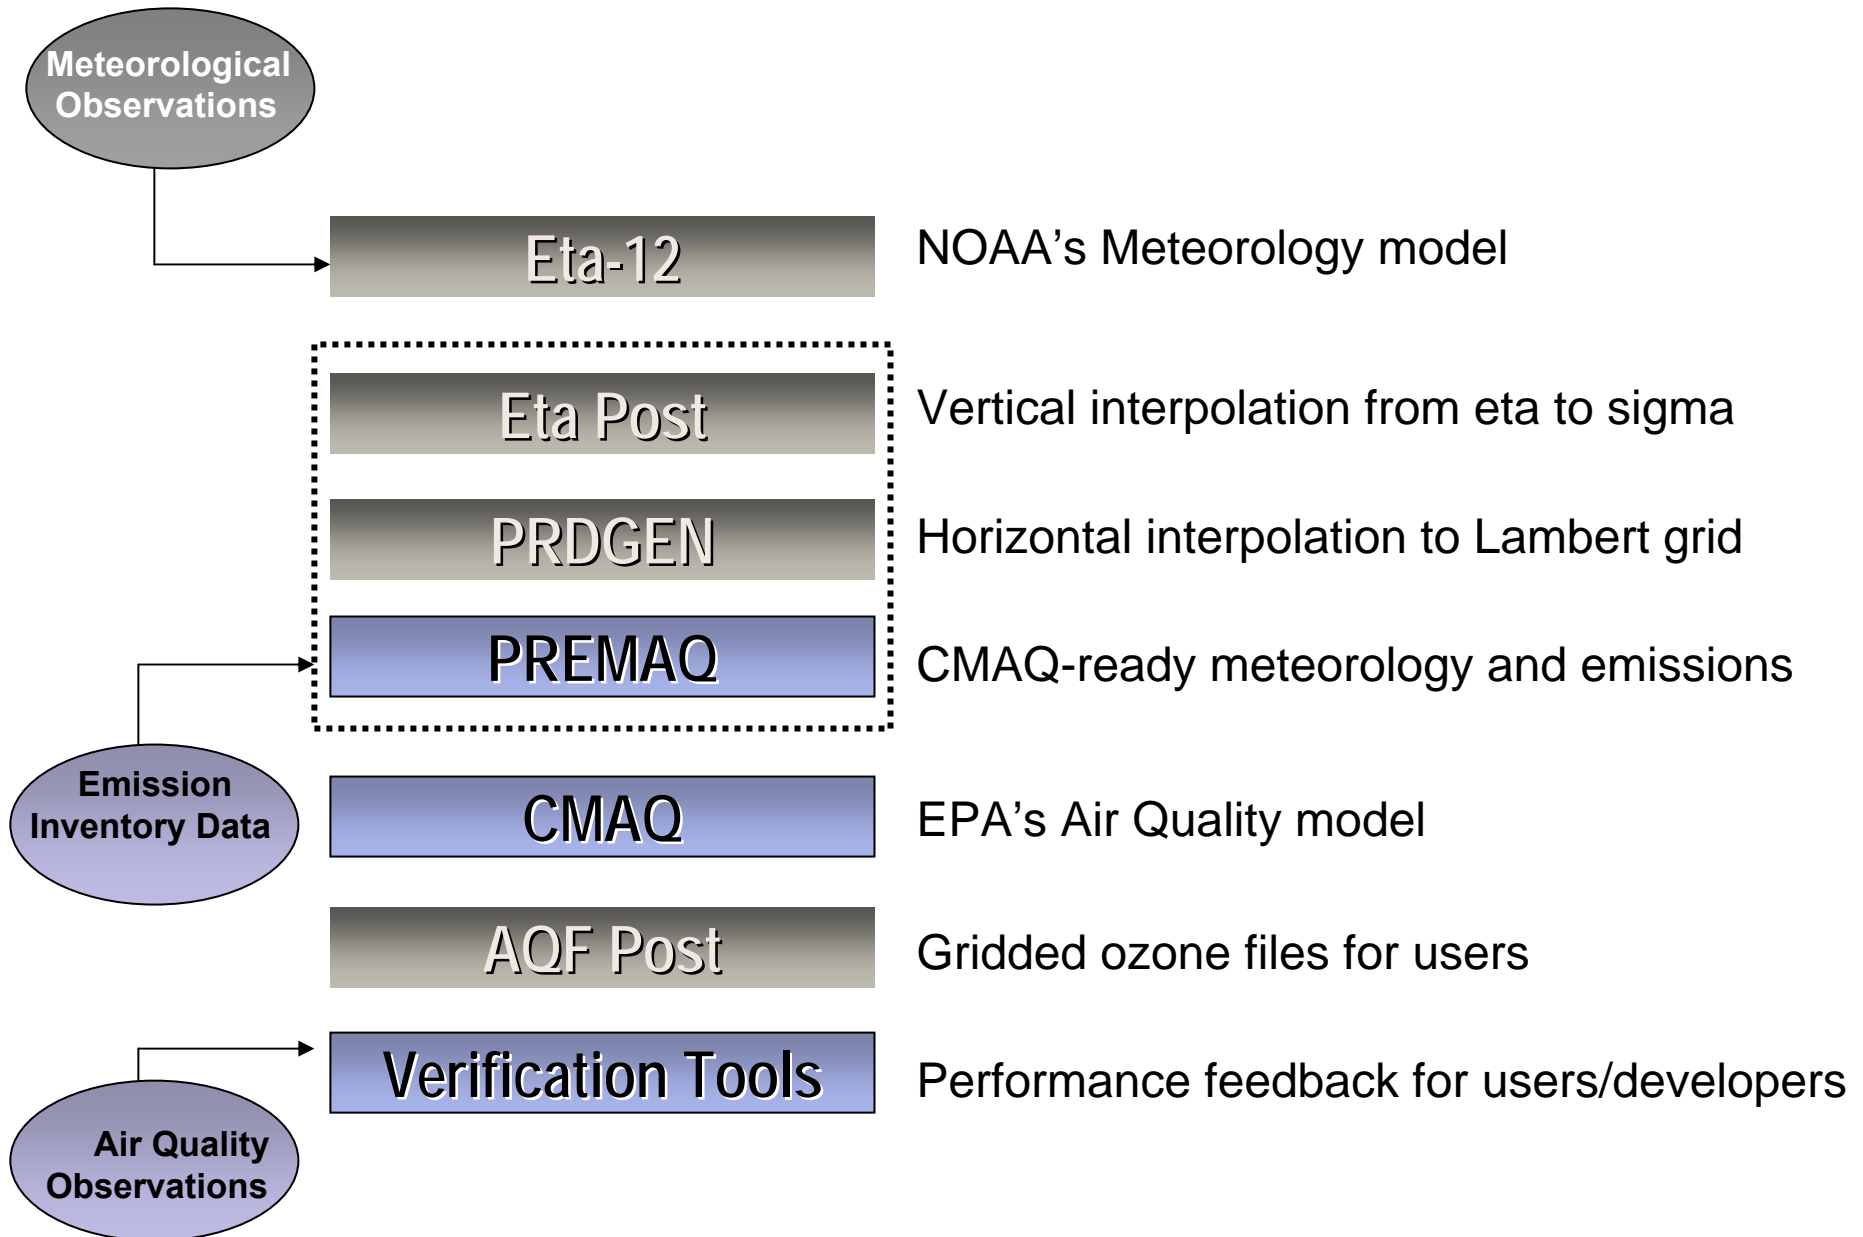 Meteorological
Observations
Eta-12
NOAA’s Meteorology model
Eta Post
Vertical interpolation from eta to sigma
PRDGEN
Horizontal interpolation to Lambert grid
PREMAQ
CMAQ-ready meteorology and emissions
Emission
Inventory Data
CMAQ
EPA’s Air Quality model
AQF Post
Gridded ozone files for users
Verification Tools
Performance feedback for users/developers
Air Quality
Observations